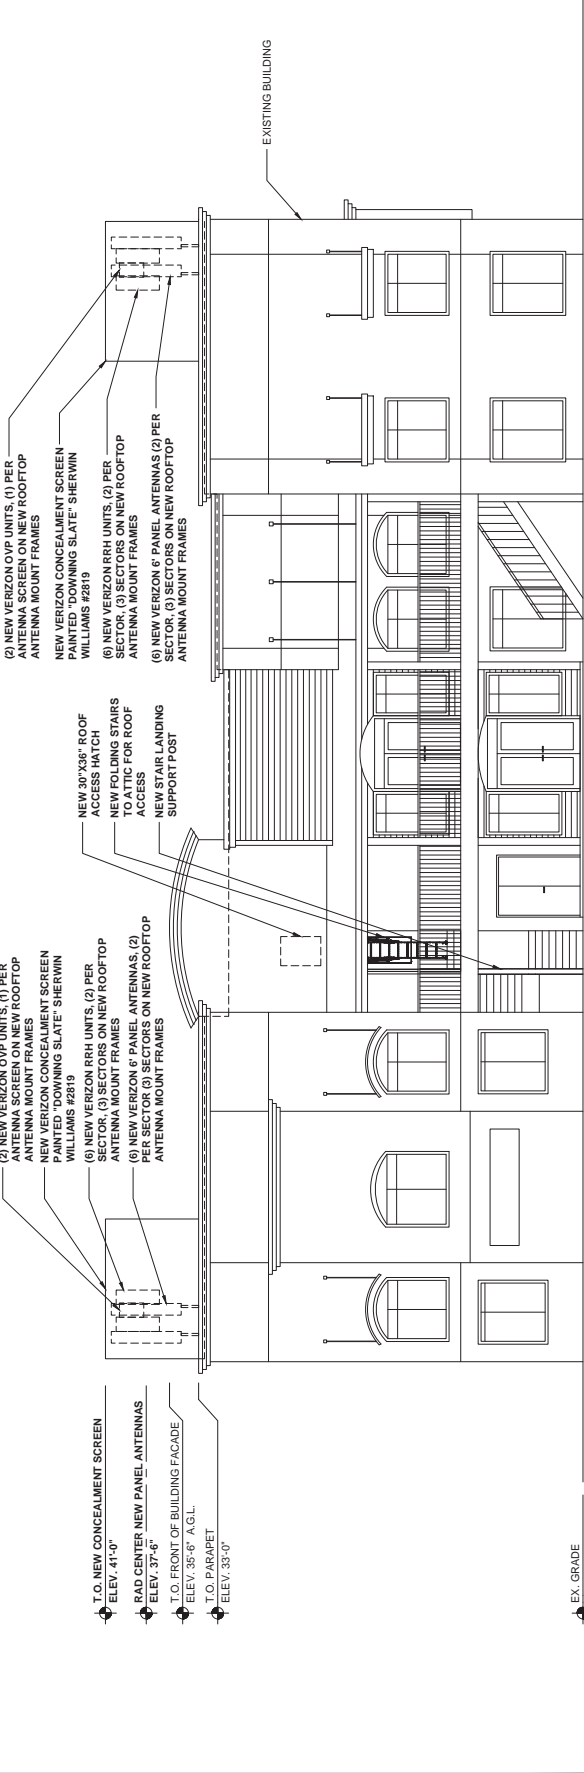 T.O. NEW CONCEALMENT SCREEN
ELEV. 41'-0"
RAD CENTER NEW PANEL ANTENNAS
ELEV. 37'-6"
T.O. FRONT OF BUILDING FACADE
ELEV. 35'-6" A.G.L.
T.O. PARAPET
ELEV. 33'-0"
EX. GRADE
(2) NEW VERIZON OVP UNITS, (1) PER
ANTENNA SCREEN ON NEW ROOFTOP
ANTENNA MOUNT FRAMES
NEW VERIZON CONCEALMENT SCREEN
PAINTED "DOWNING SLATE" SHERWIN
WILLIAMS #2819
(6) NEW VERIZON RRH UNITS, (2) PER
SECTOR, (3) SECTORS ON NEW ROOFTOP
ANTENNA MOUNT FRAMES
(6) NEW VERIZON 6' PANEL ANTENNAS, (2)
PER SECTOR (3) SECTORS ON NEW ROOFTOP
ANTENNA MOUNT FRAMES
NEW 30"X36" ROOF
ACCESS HATCH
NEW FOLDING STAIRS
TO ATTIC FOR ROOF
ACCESS
NEW STAIR LANDING
SUPPORT POST
(2) NEW VERIZON OVP UNITS, (1) PER
ANTENNA SCREEN ON NEW ROOFTOP
ANTENNA MOUNT FRAMES
NEW VERIZON CONCEALMENT SCREEN
PAINTED "DOWNING SLATE" SHERWIN
WILLIAMS #2819
(6) NEW VERIZON RRH UNITS, (2) PER
SECTOR, (3) SECTORS ON NEW ROOFTOP
ANTENNA MOUNT FRAMES
(6) NEW VERIZON 6' PANEL ANTENNAS (2) PER
SECTOR, (3) SECTORS ON NEW ROOFTOP
ANTENNA MOUNT FRAMES
EXISTING BUILDING